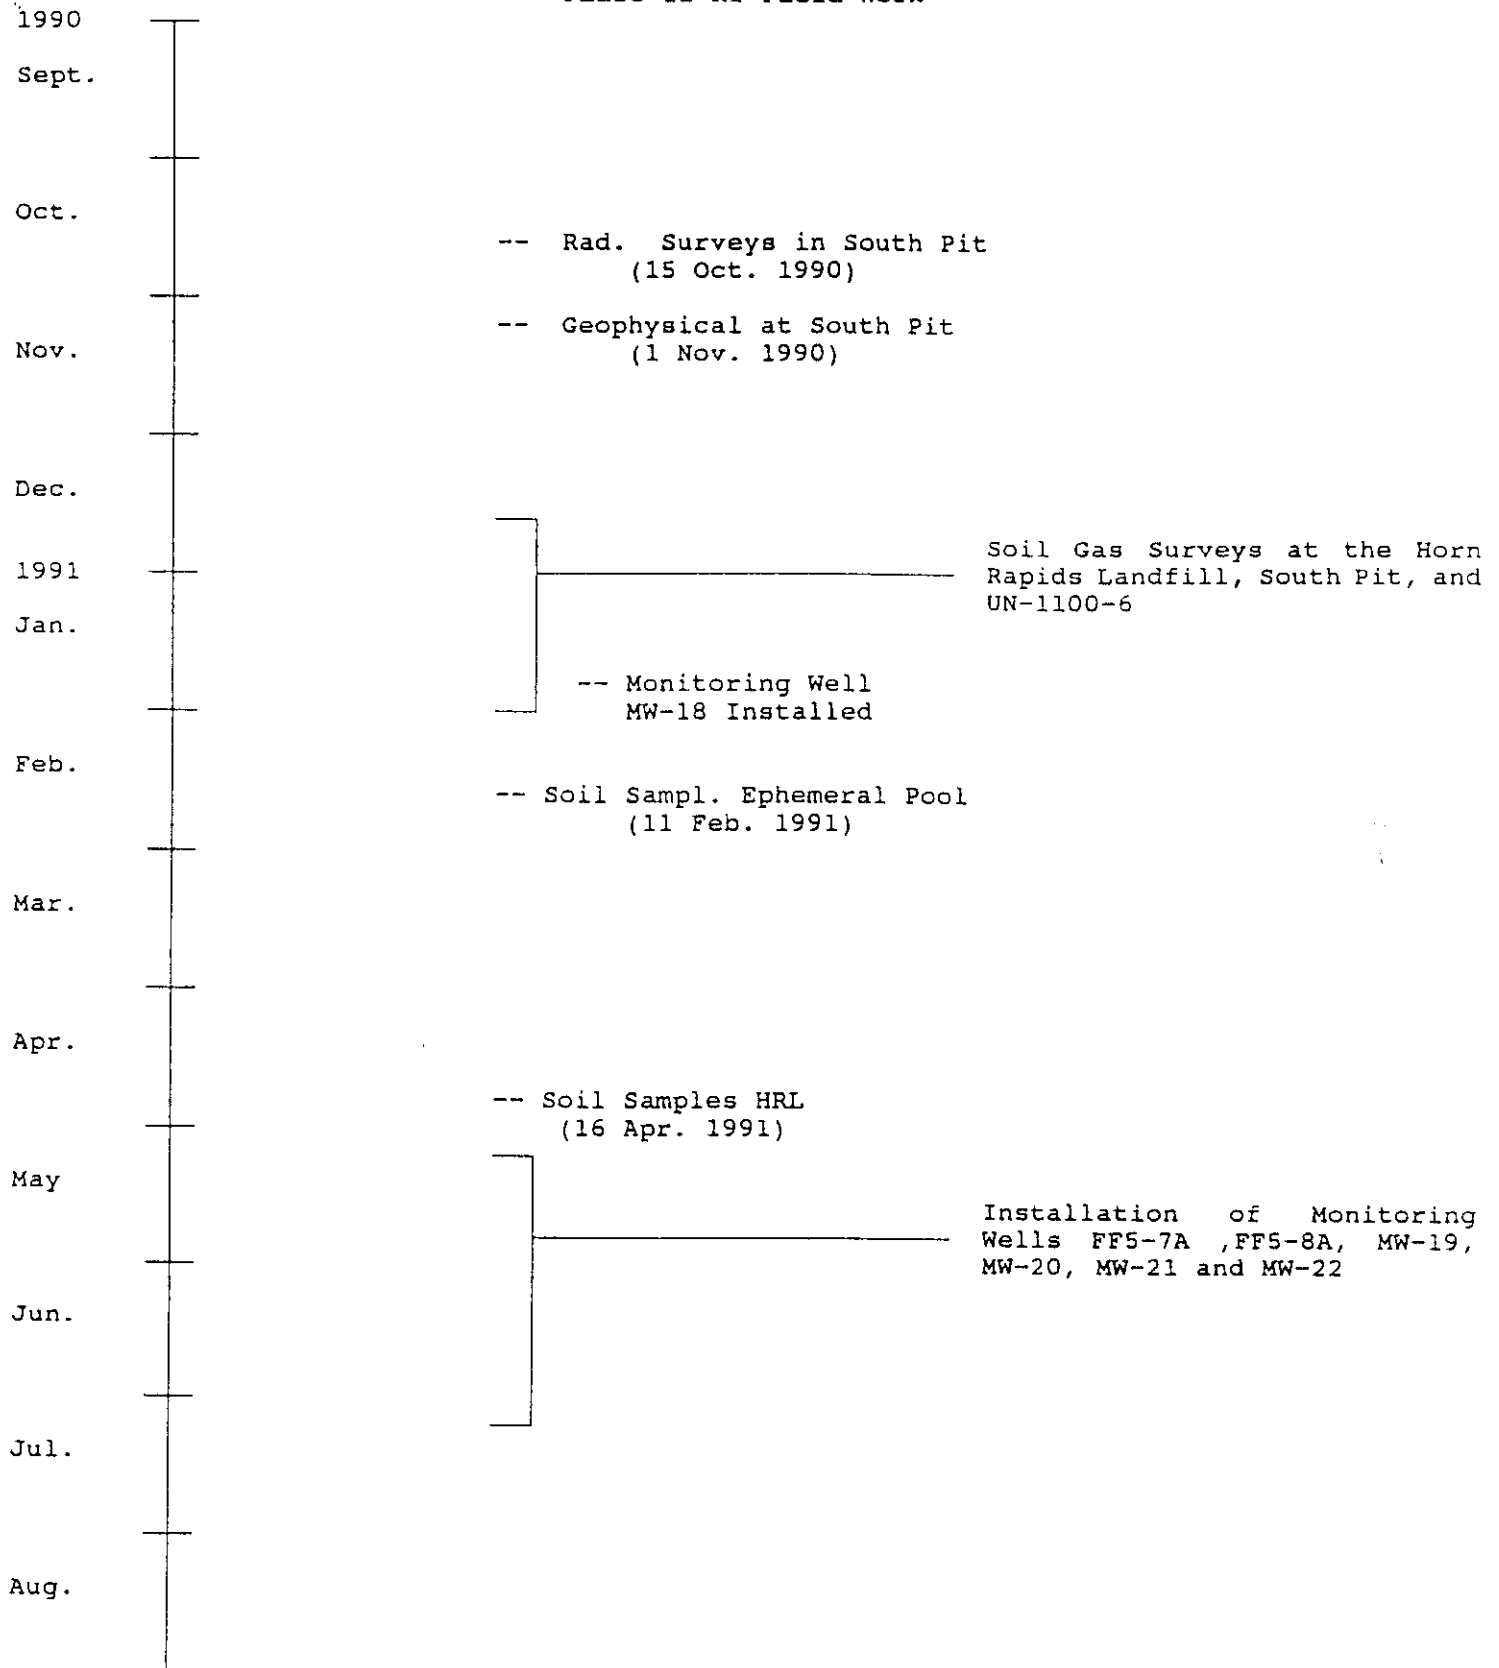 1990
Sept.
Oct.
-- Rad. Surveys in South Pit
(15 Oct. 1990)
-- Geophysical at South Pit
Nov.
(1 Nov. 1990)
Dec.
Soil Gas Surveys at the Horn
1991
Rapids Landfill, South Pit, and
UN-1100-6
Jan.
-- Monitoring Well
MW-18 Installed
Feb.
-- Soil Sampl. Ephemeral Pool
(11 Feb. 1991)
Mar.
Apr.
-- Soil Samples HRL
(16 Apr. 1991)
May
Installation of Monitoring
Wells FF5-7A ,FF5-8A, MW-19,
MW-20, MW-21 and MW-22
Jun.
Jul.
Aug.